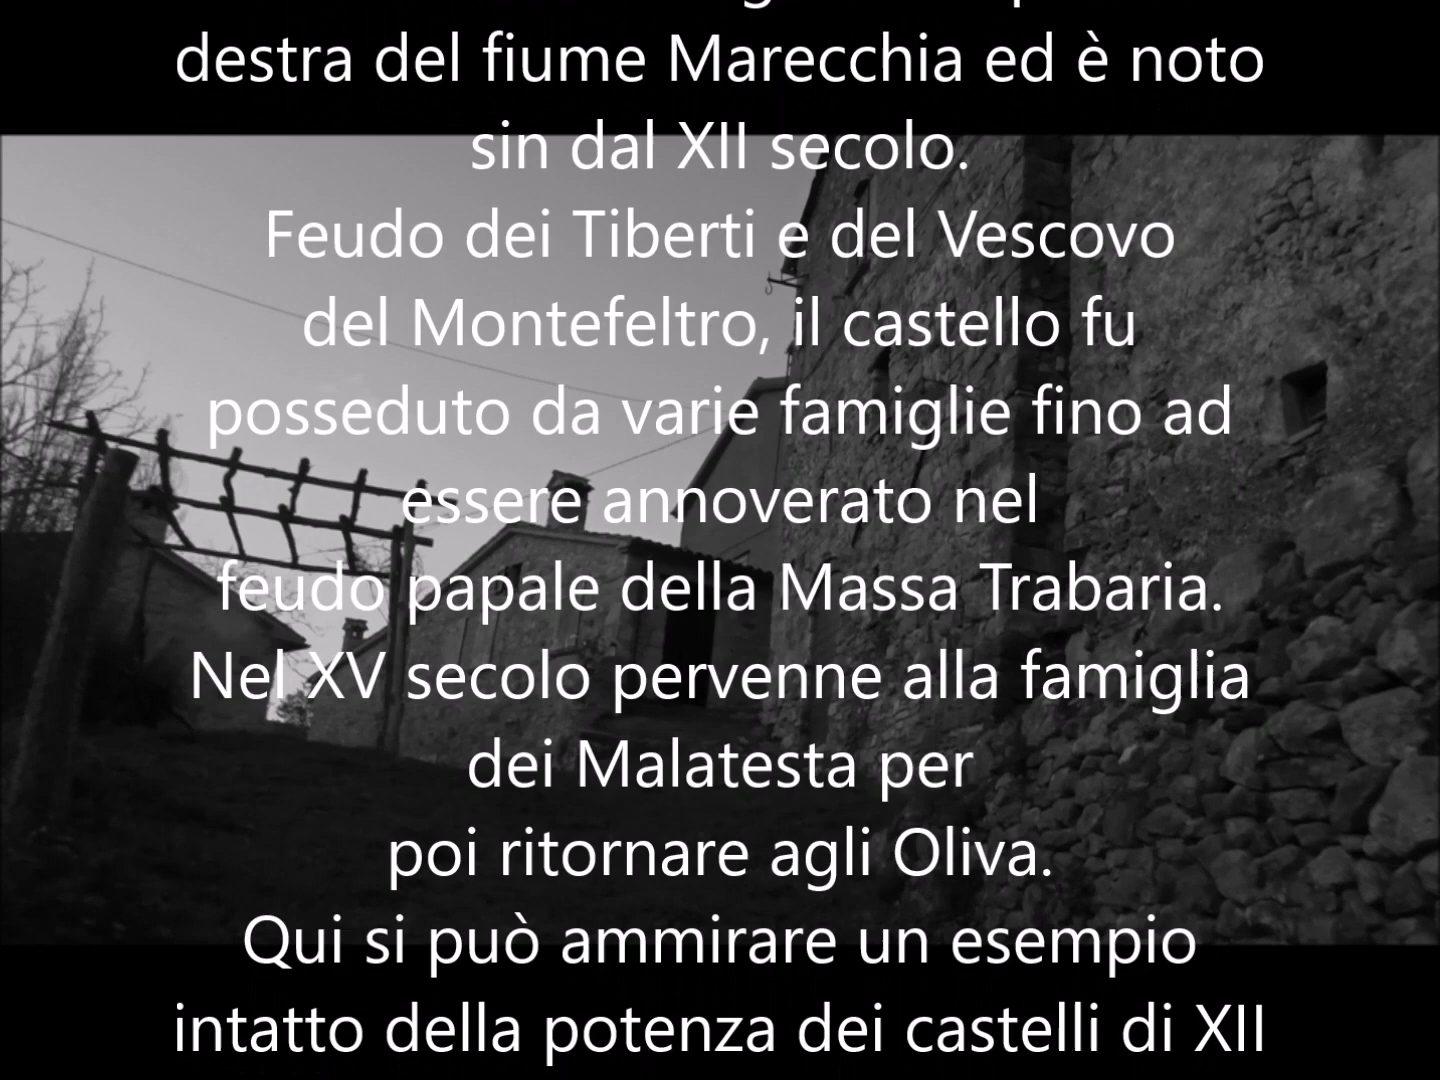 destra del fiume Marecchia ed è noto
sin dal XII secolo.
Feudo dei Tiberti e del Vescovo
del Montefeltro, il castello fu
posseduto da varie famiglie fino ad
essere annoverato nel
feudo papale della Massa Trabaria.
Nel XV secolo pervenne alla famiglia
dei Malatesta per
poi ritornare agli Oliva.
Qui si può ammirare un esempio
intatto della potenza dei castelli di XII